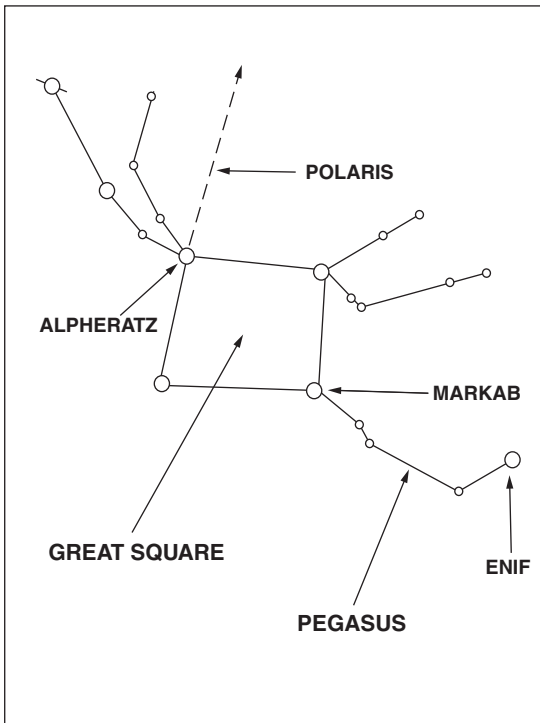 POLARIS
ALPHERATZ
MARKAB
GREAT SQUARE
ENIF
PEGASUS